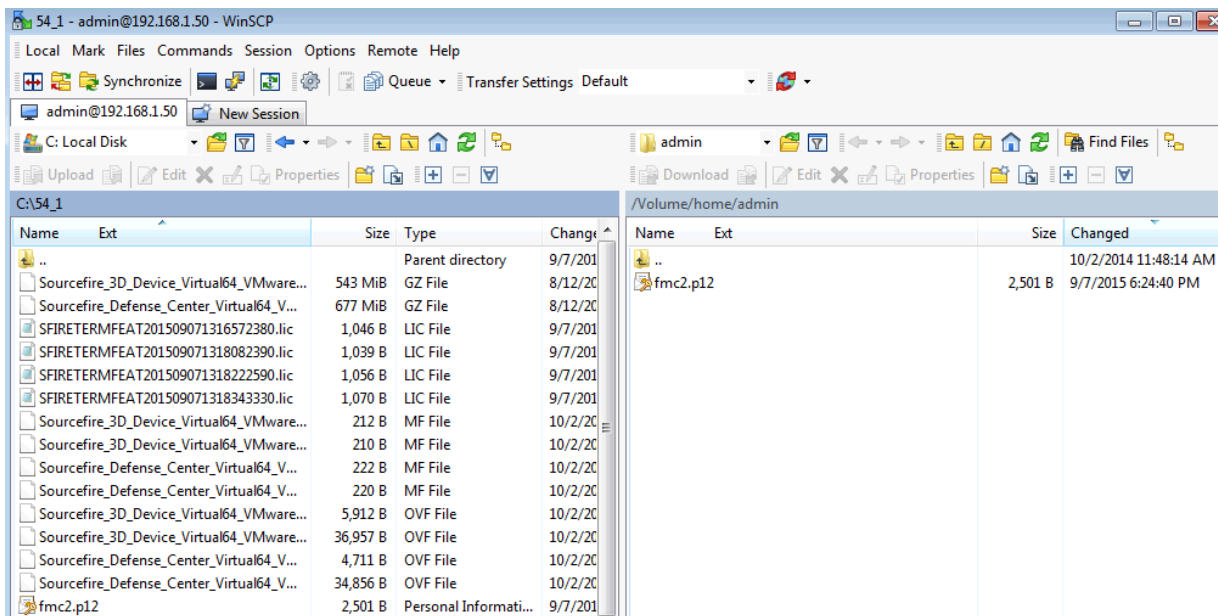 54_1 - admin@192.168.1.50 - WinSCP
Local Mark Files Commands Session Options Remote Help
Synchronize Queue Transfer Settings Default
admin@192.168.1.50 New Session
C: Local Disk admin Find Files
Upload Edit Properties Download Edit Properties
C:\54_1 /Volume/home/admin
Name Ext Size Type Change Name Ext Size Changed
.. Parent directory 9/7/201 .. 10/2/2014 11:48:14 AM
Sourcefire_3D_Device_Virtual64_VMware... 543 MiB GZ File 8/12/20 fmc2.p12 2,501 B 9/7/2015 6:24:40 PM
Sourcefire_Defense_Center_Virtual64_V... 677 MiB GZ File 8/12/20
SFIRETERMFEAT201509071316572380.lic 1,046 B LIC File 9/7/201
SFIRETERMFEAT201509071318082390.lic 1,039 B LIC File 9/7/201
SFIRETERMFEAT201509071318222590.lic 1,056 B LIC File 9/7/201
SFIRETERMFEAT201509071318343330.lic 1,070 B LIC File 9/7/201
Sourcefire_3D_Device_Virtual64_VMware... 212 B MF File 10/2/20
Sourcefire_3D_Device_Virtual64_VMware... 210 B MF File 10/2/20
Sourcefire_Defense_Center_Virtual64_V... 222 B MF File 10/2/20
Sourcefire_Defense_Center_Virtual64_V... 220 B MF File 10/2/20
Sourcefire_3D_Device_Virtual64_VMware... 5,912 B OVF File 10/2/20
Sourcefire_3D_Device_Virtual64_VMware... 36,957 B OVF File 10/2/20
Sourcefire_Defense_Center_Virtual64_V... 4,711 B OVF File 10/2/20
Sourcefire_Defense_Center_Virtual64_V... 34,856 B OVF File 10/2/20
fmc2.p12 2,501 B Personal Informati... 9/7/201